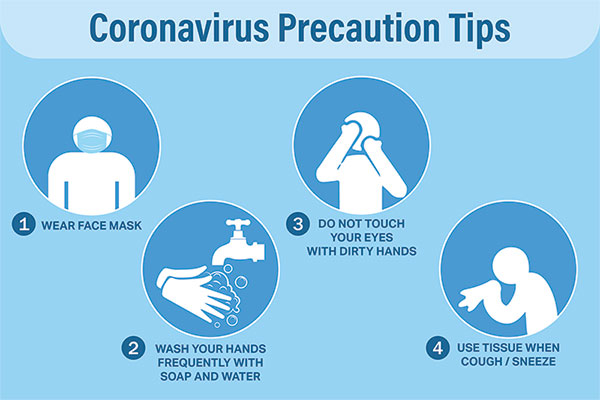 Coronavirus Precaution Tips
1 WEAR FACE MASK
2 WASH YOUR HANDS
FREQUENTLY WITH
SOAP AND WATER
3 DO NOT TOUCH
YOUR EYES
WITH DIRTY HANDS
4 USE TISSUE WHEN
COUGH / SNEEZE